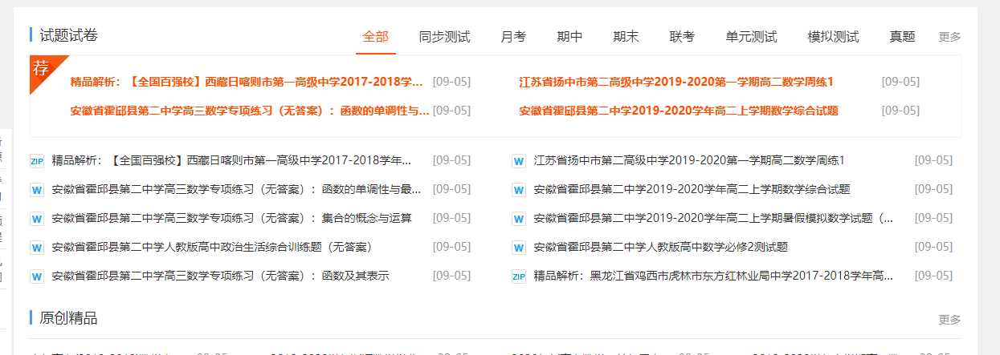 试题试卷
全部 同步测试 月考 期中 期末 联考 单元测试 模拟测试 真题 更多
荐
精品解析：【全国百强校】西藏日喀则市第一高级中学2017-2018学... [09-05] 江苏省扬中市第二高级中学2019-2020第一学期高二数学周练1 [09-05]
安徽省霍邱县第二中学高三数学专项练习（无答案）：函数的单调性与... [09-05] 安徽省霍邱县第二中学2019-2020学年高二上学期数学综合试题 [09-05]
ZIP 精品解析：【全国百强校】西藏日喀则市第一高级中学2017-2018学年... [09-05] W 江苏省扬中市第二高级中学2019-2020第一学期高二数学周练1 [09-05]
W 安徽省霍邱县第二中学高三数学专项练习（无答案）：函数的单调性与最... [09-05] W 安徽省霍邱县第二中学2019-2020学年高二上学期数学综合试题 [09-05]
W 安徽省霍邱县第二中学高三数学专项练习（无答案）：集合的概念与运算 [09-05] W 安徽省霍邱县第二中学2019-2020学年高二上学期暑假模拟数学试题（... [09-05]
W 安徽省霍邱县第二中学人教版高中政治生活综合训练题（无答案） [09-05] W 安徽省霍邱县第二中学人教版高中数学必修2测试题 [09-05]
W 安徽省霍邱县第二中学高三数学专项练习（无答案）：函数及其表示 [09-05] ZIP 精品解析：黑龙江省鸡西市虎林市东方红林业局中学2017-2018学年高... [09-05]
原创精品 更多